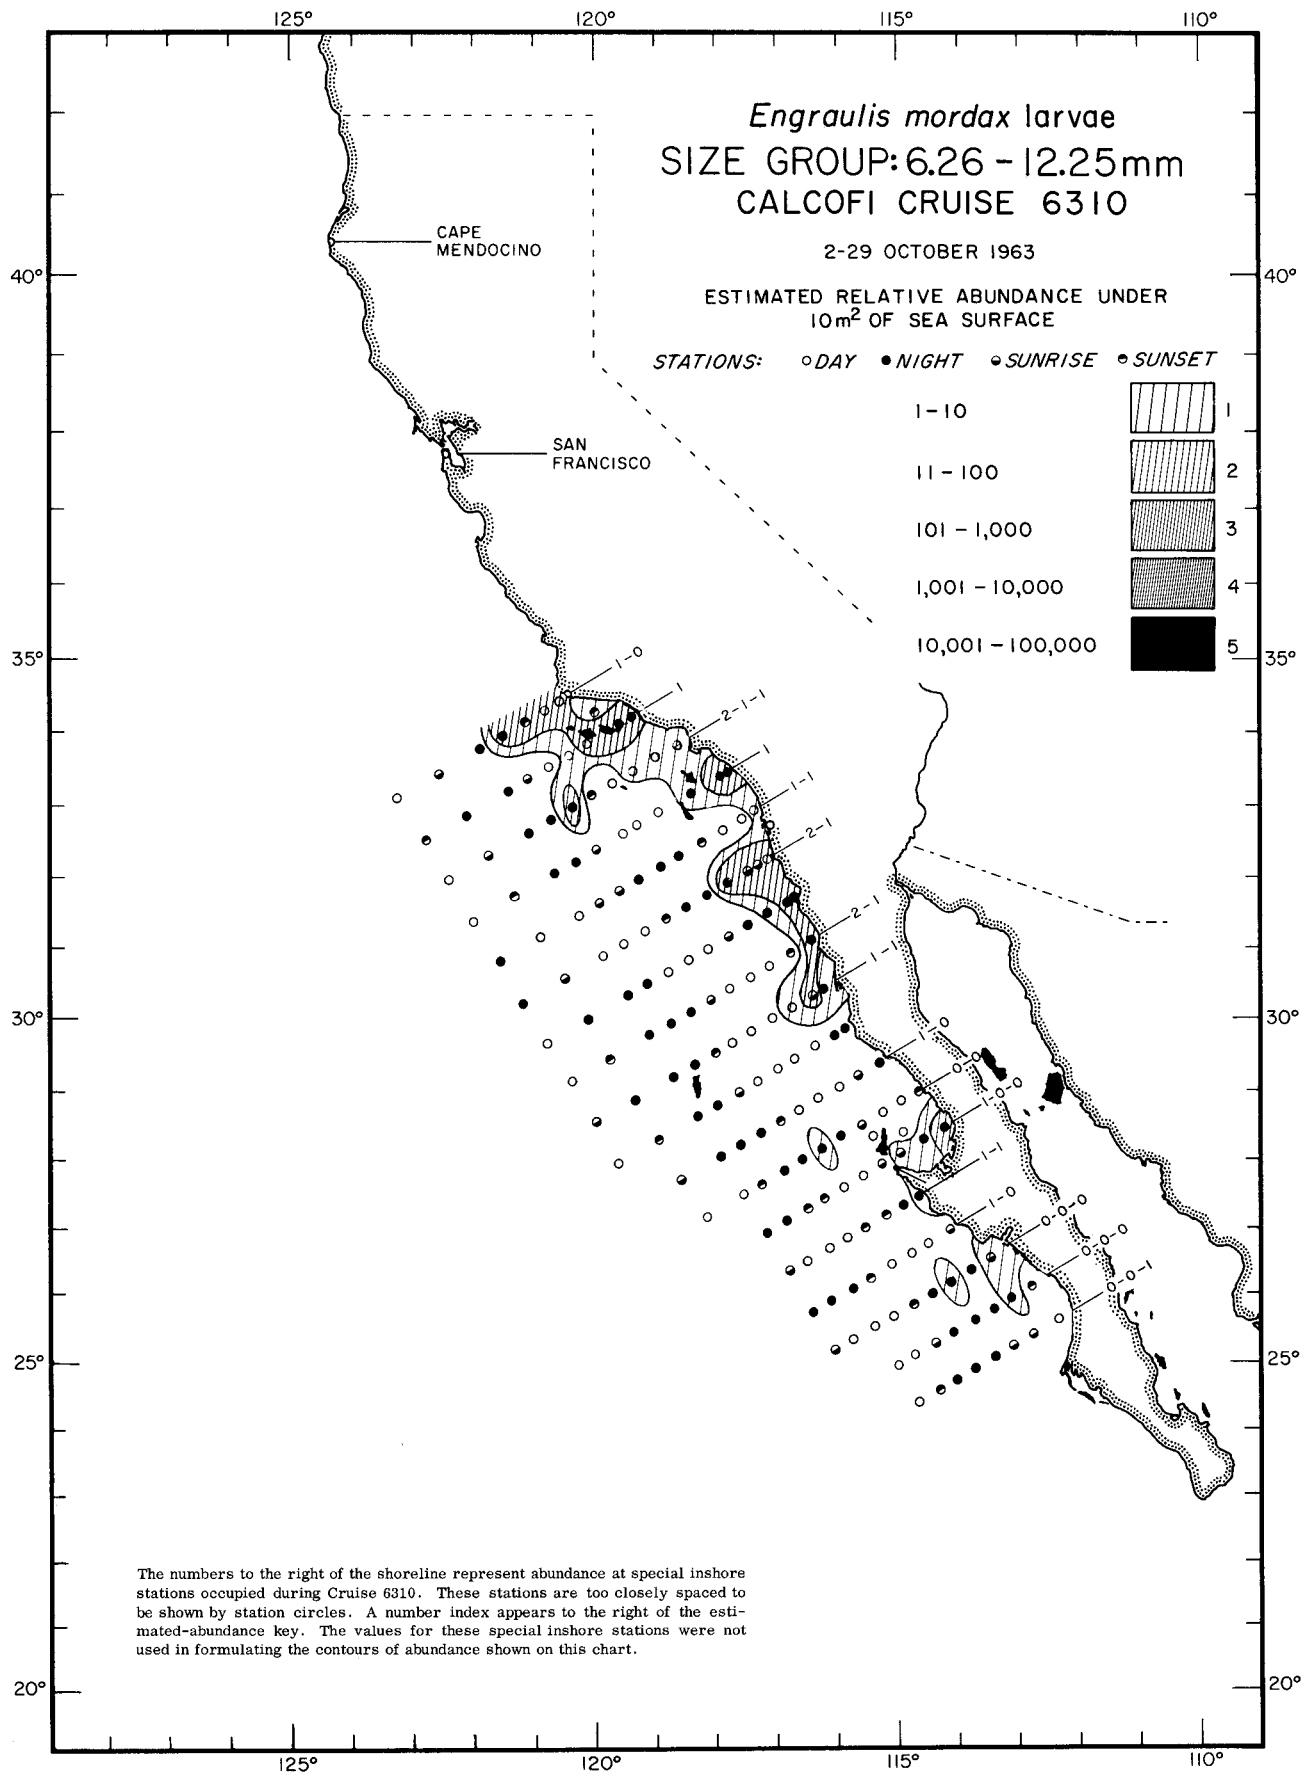 125° 120° 115° 110°
Engraulis mordax larvae
SIZE GROUP: 6.26 - 12.25mm
CALCOFI CRUISE 6310
2-29 OCTOBER 1963
ESTIMATED RELATIVE ABUNDANCE UNDER
10m² OF SEA SURFACE
STATIONS: ○ DAY ● NIGHT SUNRISE SUNSET
1-10 1
11-100 2
101-1,000 3
1,001-10,000 4
10,001-100,000 5
CAPE
MENDOCINO
40° 40°
SAN
FRANCISCO
35° 35°
1-0
1
2-1-1
1
1-1
2-1
2-1
1-1
30° 30°
1-0
0-0
1-0-0
1-1
1-0
0-0-0
0-0-0
0-0-1
25° 25°
The numbers to the right of the shoreline represent abundance at special inshore
stations occupied during Cruise 6310. These stations are too closely spaced to
be shown by station circles. A number index appears to the right of the esti-
mated-abundance key. The values for these special inshore stations were not
used in formulating the contours of abundance shown on this chart.
20° 20°
125° 120° 115° 110°